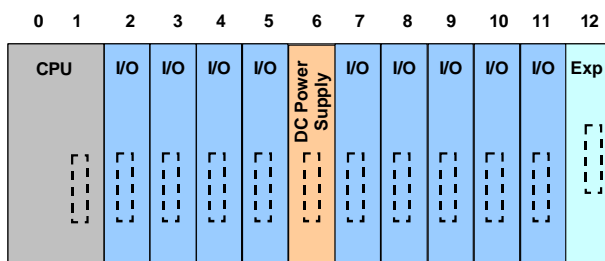 0 1 2 3 4 5 6 7 8 9 10 11 12
CPU I/O I/O I/O I/O DC Power Supply I/O I/O I/O I/O I/O Exp